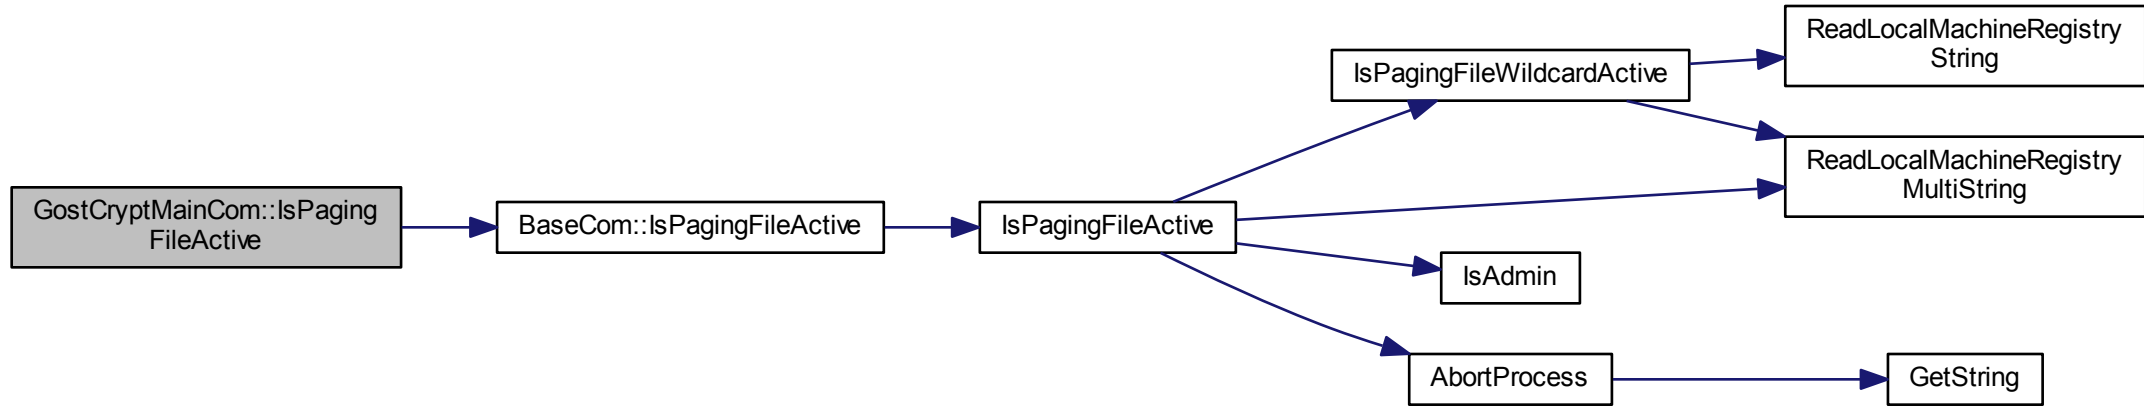 GostCryptMainCom::IsPaging
FileActive
BaseCom::IsPagingFileActive
IsPagingFileActive
IsPagingFileWildcardActive
ReadLocalMachineRegistry
String
ReadLocalMachineRegistry
MultiString
IsAdmin
AbortProcess
GetString